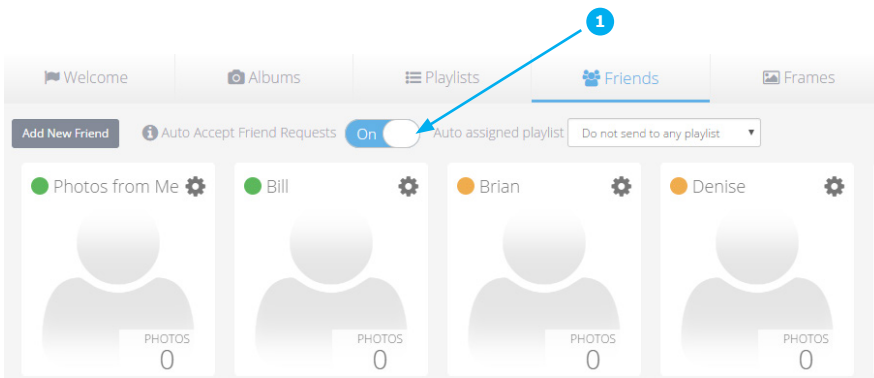 1
Welcome Albums Playlists Friends Frames
Add New Friend Auto Accept Friend Requests On Auto assigned playlist Do not send to any playlist
Photos from Me Bill Brian Denise
PHOTOS PHOTOS PHOTOS PHOTOS
0 0 0 0